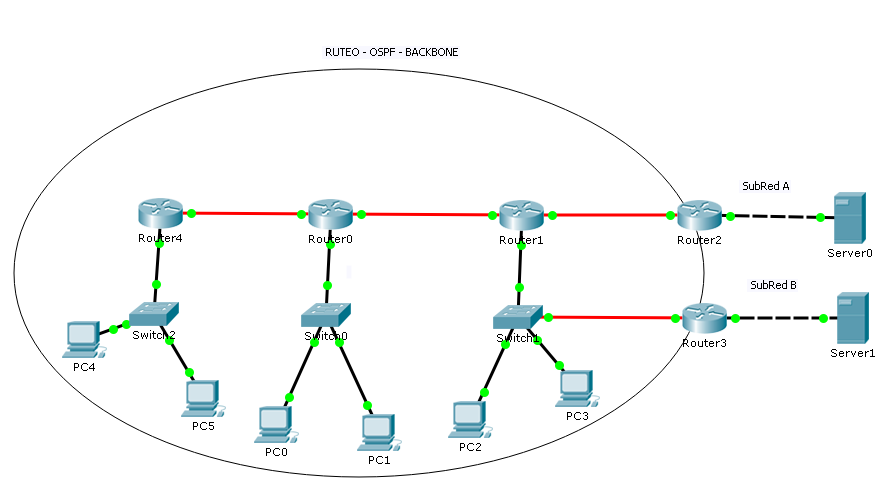 RUTEO - OSPF - BACKBONE
SubRed A
Router4
Router0
Router1
Router2
Server0
SubRed B
Switch2
Switch0
Switch1
Router3
Server1
PC4
PC5
PC3
PC0
PC1
PC2